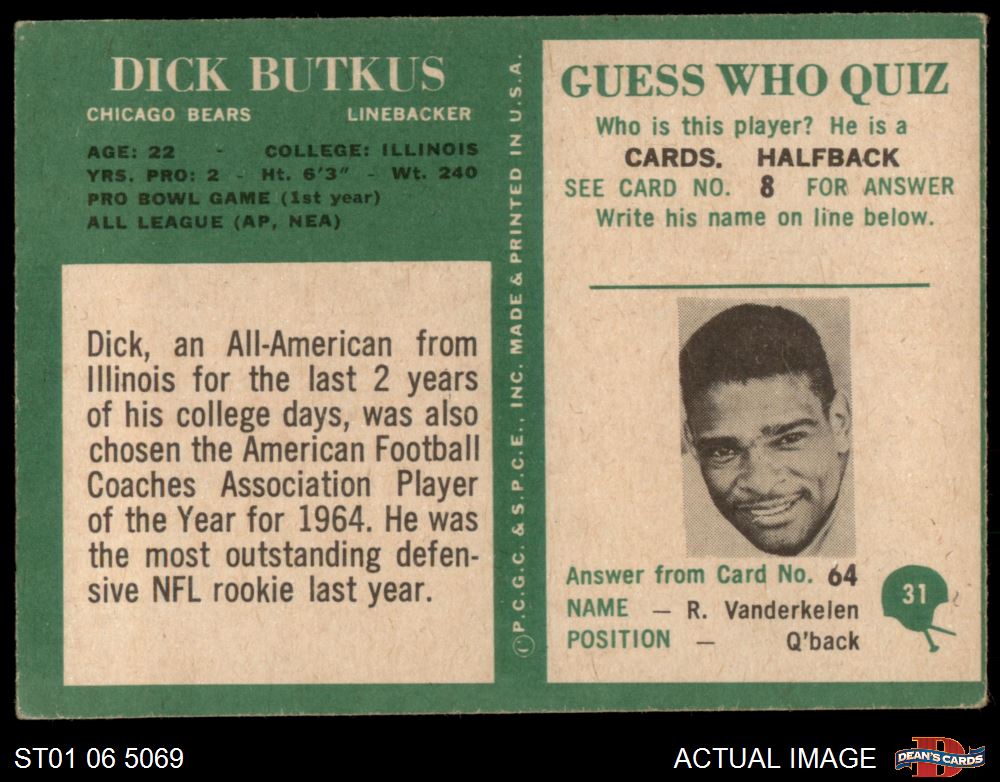 DICK BUTKUS
CHICAGO BEARS LINEBACKER
AGE: 22 - COLLEGE: ILLINOIS
YRS. PRO: 2 - Ht. 6'3" - Wt. 240
PRO BOWL GAME (1st year)
ALL LEAGUE (AP, NEA)
Dick, an All-American from
Illinois for the last 2 years
of his college days, was also
chosen the American Football
Coaches Association Player
of the Year for 1964. He was
the most outstanding defen-
sive NFL rookie last year.
©P.C.G.C. & S.P.C.E., INC. MADE & PRINTED IN U.S.A.
GUESS WHO QUIZ
Who is this player? He is a
CARDS. HALFBACK
SEE CARD NO. 8 FOR ANSWER
Write his name on line below.
Answer from Card No. 64
NAME — R. Vanderkelen
POSITION — Q'back
31
ST01 06 5069
ACTUAL IMAGE
D
DEAN'S CARDS